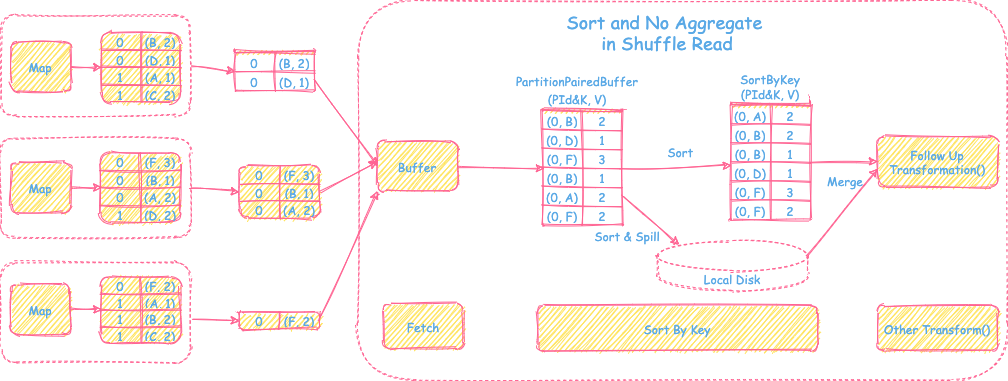 Sort and No Aggregate
in Shuffle Read
Map
0 (B, 2)
0 (D, 1)
1 (A, 1)
1 (C, 2)
0 (B, 2)
0 (D, 1)
Map
0 (F, 3)
0 (B, 1)
0 (A, 2)
1 (D, 2)
0 (F, 3)
0 (B, 1)
0 (A, 2)
Map
0 (F, 2)
1 (A, 1)
1 (B, 2)
1 (C, 2)
0 (F, 2)
Buffer
PartitionPairedBuffer
(PId&K, V)
(0, B) 2
(0, D) 1
(0, F) 3
(0, B) 1
(0, A) 2
(0, F) 2
Sort
Sort & Spill
SortByKey
(PId&K, V)
(0, A) 2
(0, B) 2
(0, B) 1
(0, D) 1
(0, F) 3
(0, F) 2
Local Disk
Merge
Follow Up
Transformation()
Fetch
Sort By Key
Other Transform()